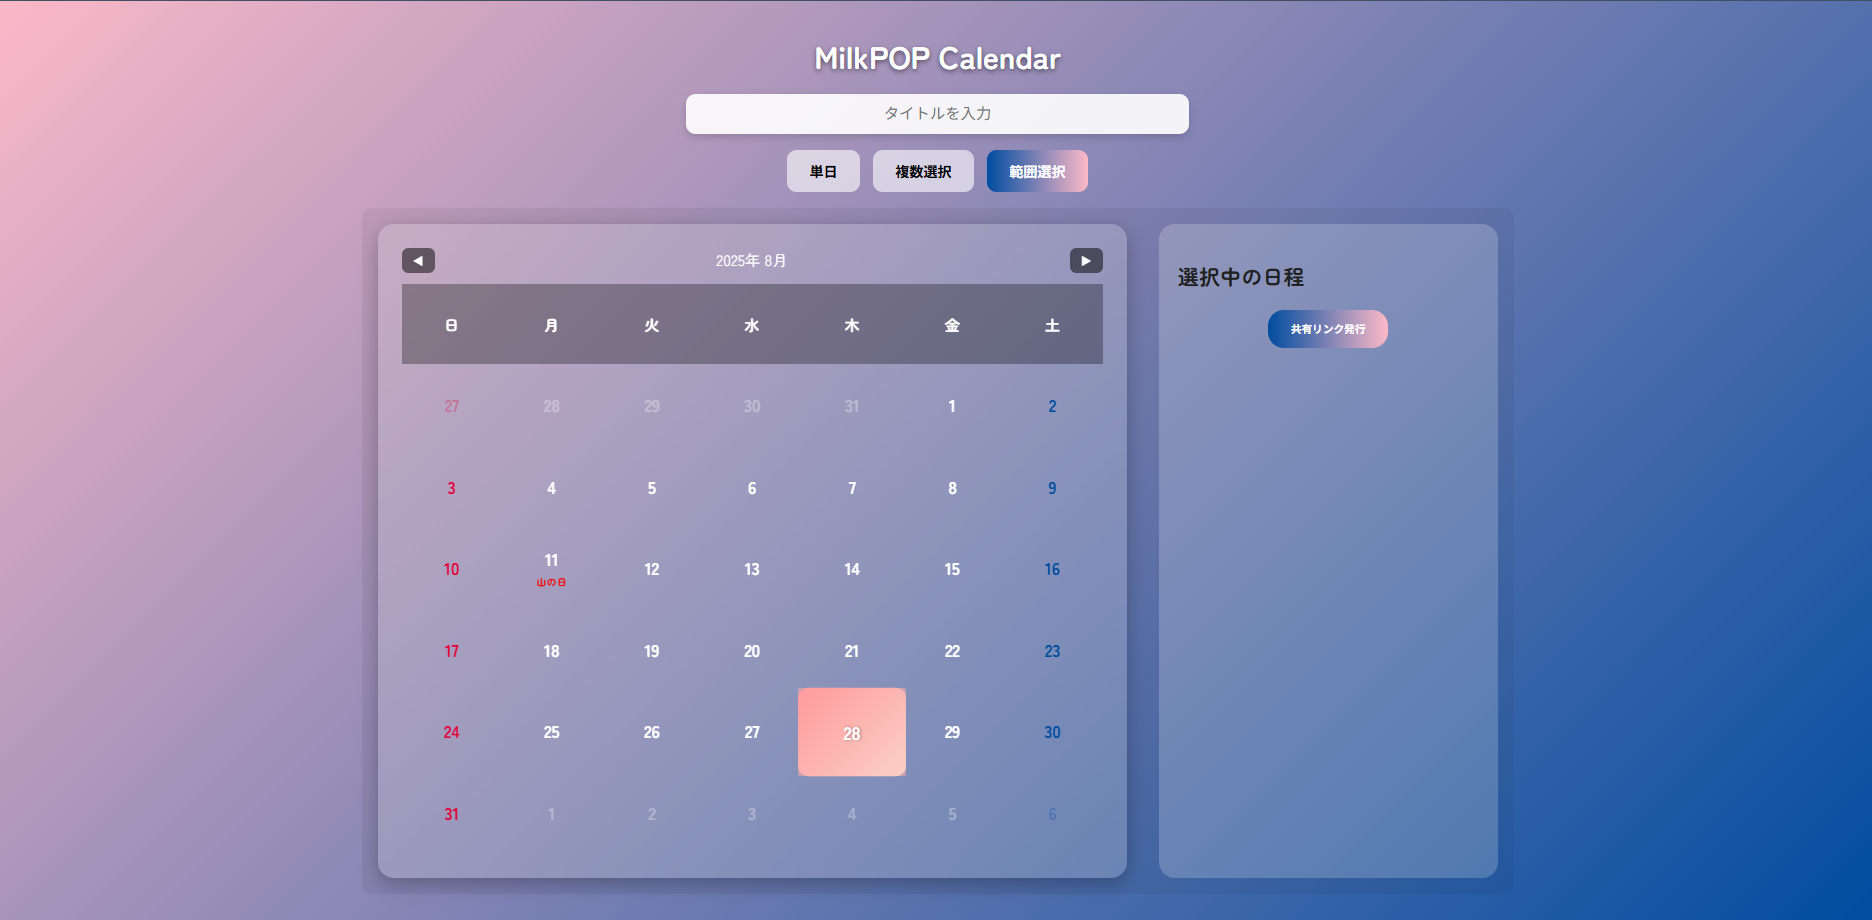 MilkPOP Calendar
タイトルを入力
単日 複数選択 範囲選択
◀ 2025年 8月 ▶
日 月 火 水 木 金 土
27 28 29 30 31 1 2
3 4 5 6 7 8 9
10 11 12 13 14 15 16
山の日
17 18 19 20 21 22 23
24 25 26 27 28 29 30
31 1 2 3 4 5 6
選択中の日程
共有リンク発行